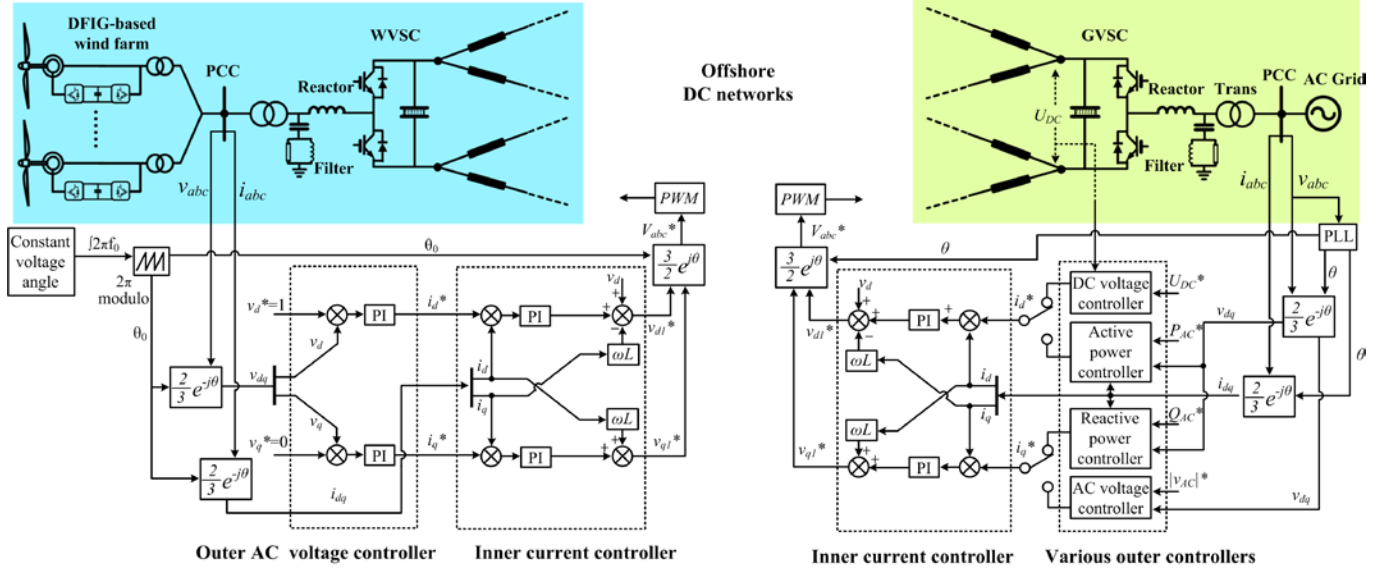 DFIG-based
wind farm
PCC
WVSC
Reactor
Filter
v_abc
i_abc
Offshore
DC networks
GVSC
U_DC
Reactor
Trans
PCC
AC Grid
Filter
i_abc
v_abc
Constant
voltage
angle
∫2πf₀
2π
modulo
θ₀
θ₀
PWM
V_abc*
3/2 e^jθ
v_d*=1
v_d
PI
i_d*
PI
v_d
+
+
−
v_d1*
ωL
2/3 e^-jθ
v_dq
i_d
i_q
ωL
v_q
v_q*=0
PI
i_q*
PI
+
+
v_q1*
2/3 e^-jθ
i_dq
Outer AC voltage controller
Inner current controller
PWM
V_abc*
3/2 e^jθ
θ
PLL
θ
v_d
+
+
−
v_d1*
PI
+
i_d*
DC voltage
controller
U_DC*
2/3 e^-jθ
v_dq
ωL
Active
power
controller
P_AC*
θ
i_d
i_q
i_dq
2/3 e^-jθ
ωL
Reactive
power
controller
Q_AC*
v_q1*
+
+
PI
i_q*
AC voltage
controller
|v_AC|*
v_dq
Inner current controller
Various outer controllers